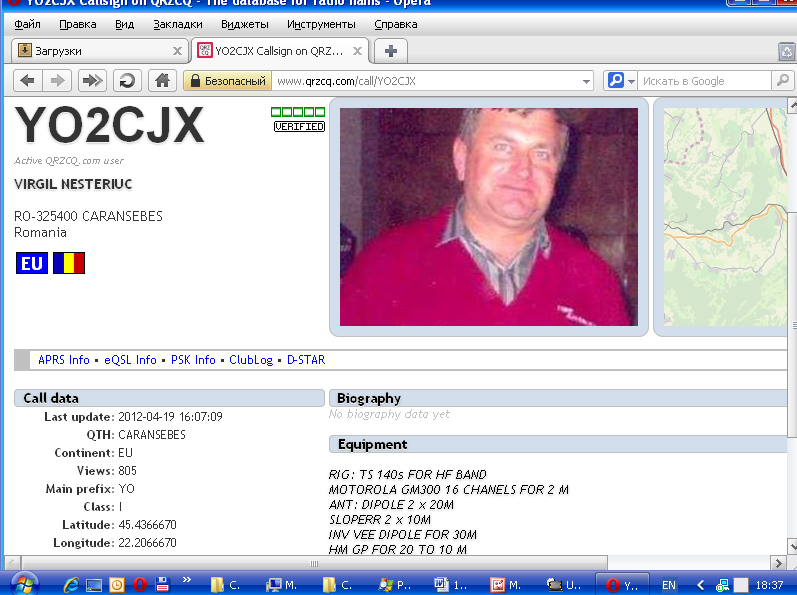 YO2CJX Callsign on QRZCQ - The database for radio hams - Opera
Файл Правка Вид Закладки Виджеты Инструменты Справка
Загрузки
YO2CJX Callsign on QRZ...
Безопасный www.qrzcq.com/call/YO2CJX Искать в Google
YO2CJX
VERIFIED
Active QRZCQ.com user
VIRGIL NESTERIUC
RO-325400 CARANSEBES
Romania
EU
APRS Info • eQSL Info • PSK Info • ClubLog • D-STAR
Call data
Last update: 2012-04-19 16:07:09
QTH: CARANSEBES
Continent: EU
Views: 805
Main prefix: YO
Class: I
Latitude: 45.4366670
Longitude: 22.2066670
Biography
No biography data yet
Equipment
RIG: TS 140s FOR HF BAND
MOTOROLA GM300 16 CHANELS FOR 2 M
ANT: DIPOLE 2 x 20M
SLOPERR 2 x 10M
INV VEE DIPOLE FOR 30M
HM GP FOR 20 TO 10 M
C. M. C. P.. 1.. M. U.. Y.. EN 18:37